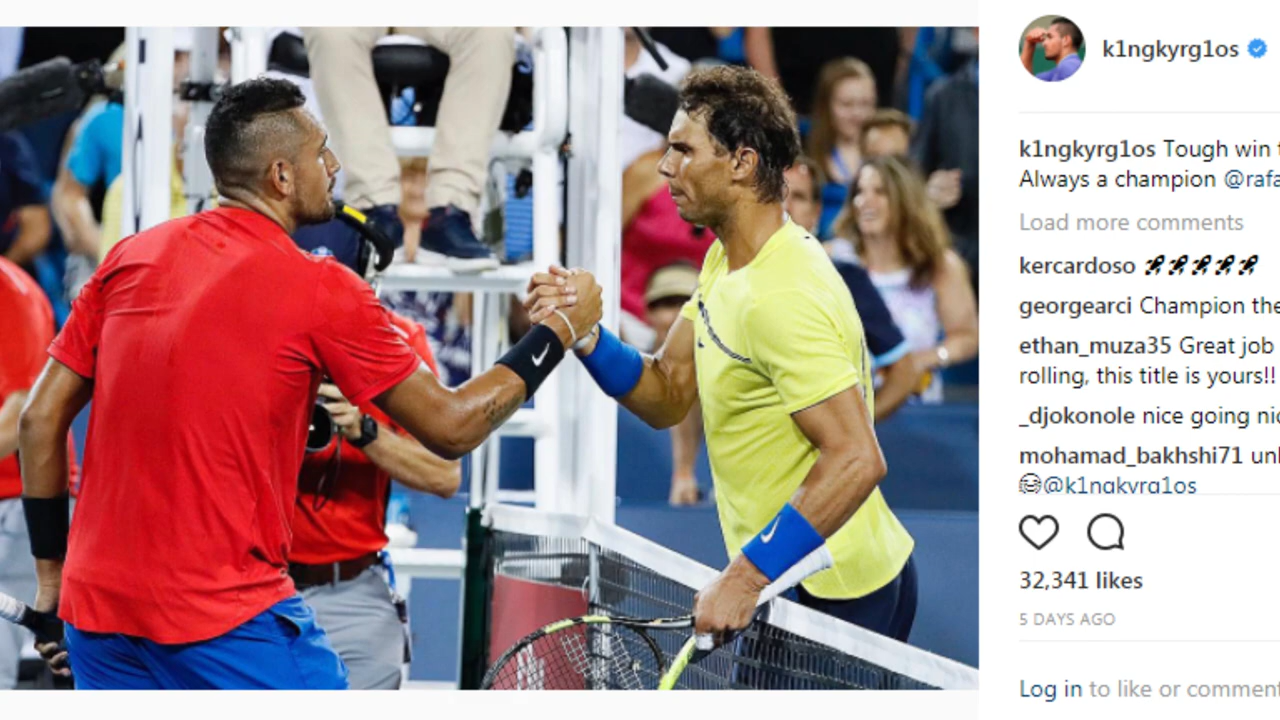 k1ngkyrg1os
k1ngkyrg1os Tough win
Always a champion @rafa
Load more comments
kercardoso
georgearci Champion the
ethan_muza35 Great job
rolling, this title is yours!!
_djokonole nice going
mohamad_bakhshi71
@k1ngkyrg1os
32,341 likes
5 DAYS AGO
Log in to like or comment